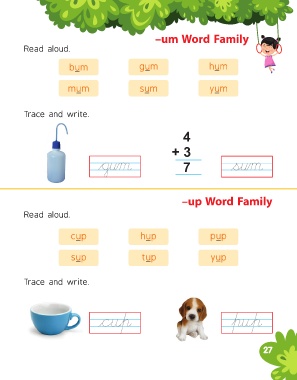 –um Word Family
Read aloud.
bum gum hum
mum sum yum
Trace and write.
4
+ 3
7
gum sum
–up Word Family
Read aloud.
cup hup pup
sup tup yup
Trace and write.
cup pup
27